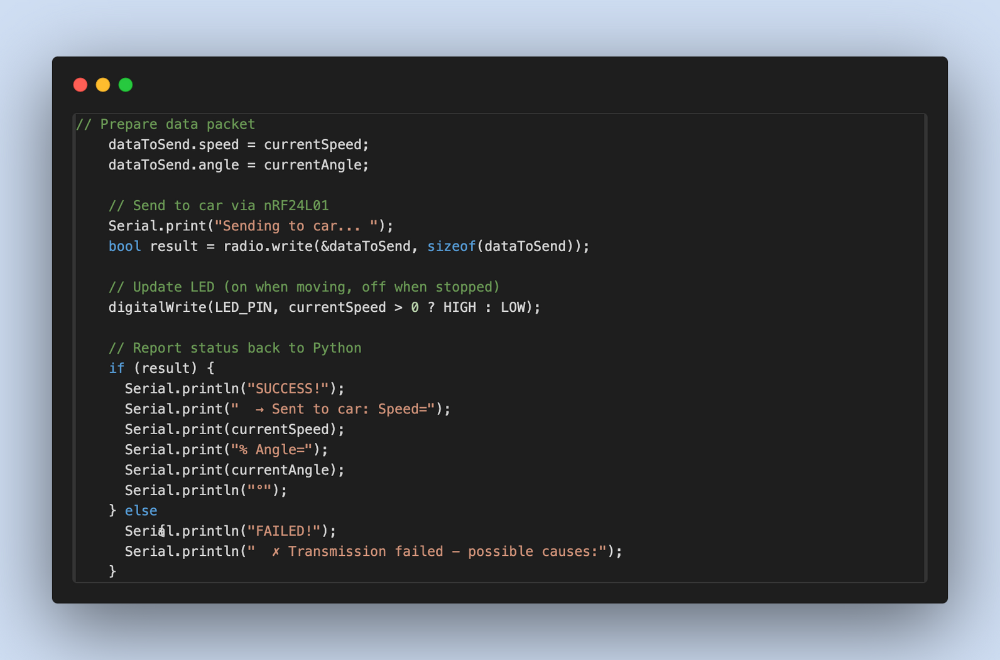 // Prepare data packet
    dataToSend.speed = currentSpeed;
    dataToSend.angle = currentAngle;

    // Send to car via nRF24L01
    Serial.print("Sending to car... ");
    bool result = radio.write(&dataToSend, sizeof(dataToSend));

    // Update LED (on when moving, off when stopped)
    digitalWrite(LED_PIN, currentSpeed > 0 ? HIGH : LOW);

    // Report status back to Python
    if (result) {
      Serial.println("SUCCESS!");
      Serial.print("  → Sent to car: Speed=");
      Serial.print(currentSpeed);
      Serial.print("% Angle=");
      Serial.print(currentAngle);
      Serial.println("°");
    } else
    {
      Serial.println("FAILED!");
      Serial.println("  ✗ Transmission failed – possible causes:");
    }